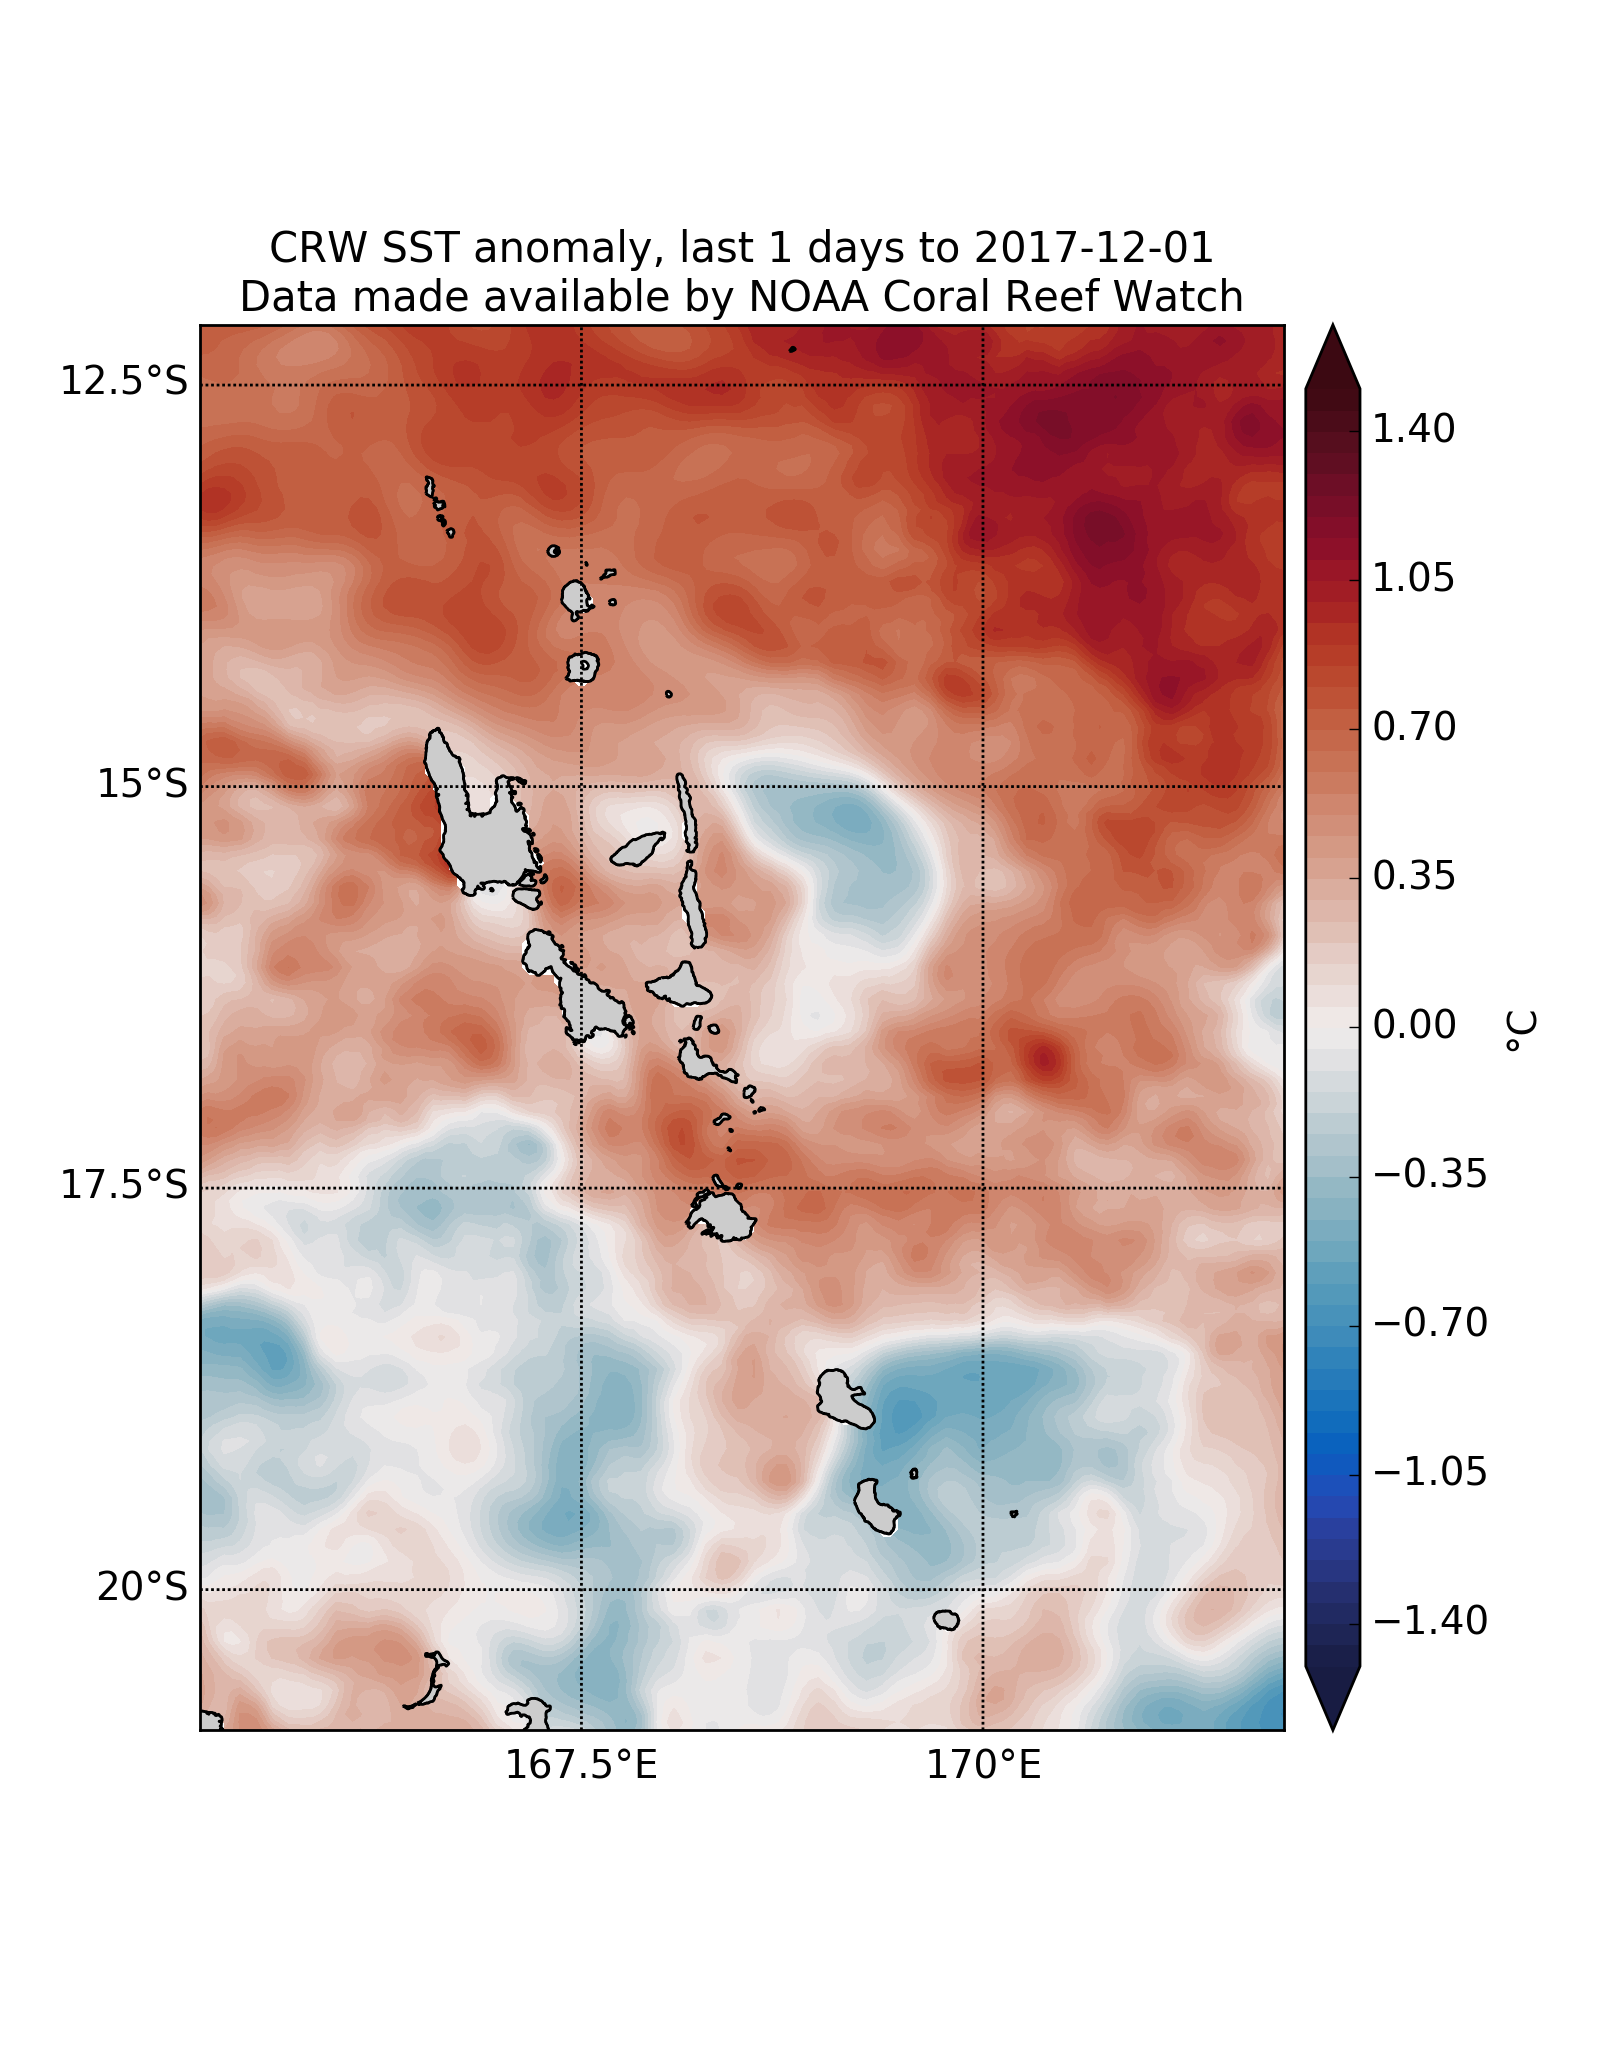 CRW SST anomaly, last 1 days to 2017-12-01
Data made available by NOAA Coral Reef Watch
12.5°S
15°S
17.5°S
20°S
167.5°E
170°E
1.40
1.05
0.70
0.35
0.00
−0.35
−0.70
−1.05
−1.40
°C